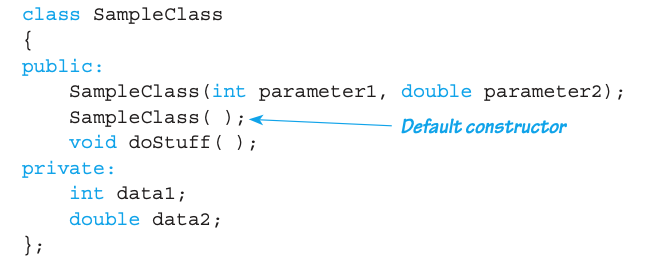 class SampleClass
{
public:
    SampleClass(int parameter1, double parameter2);
    SampleClass( );
Default constructor
    void doStuff( );
private:
    int data1;
    double data2;
};